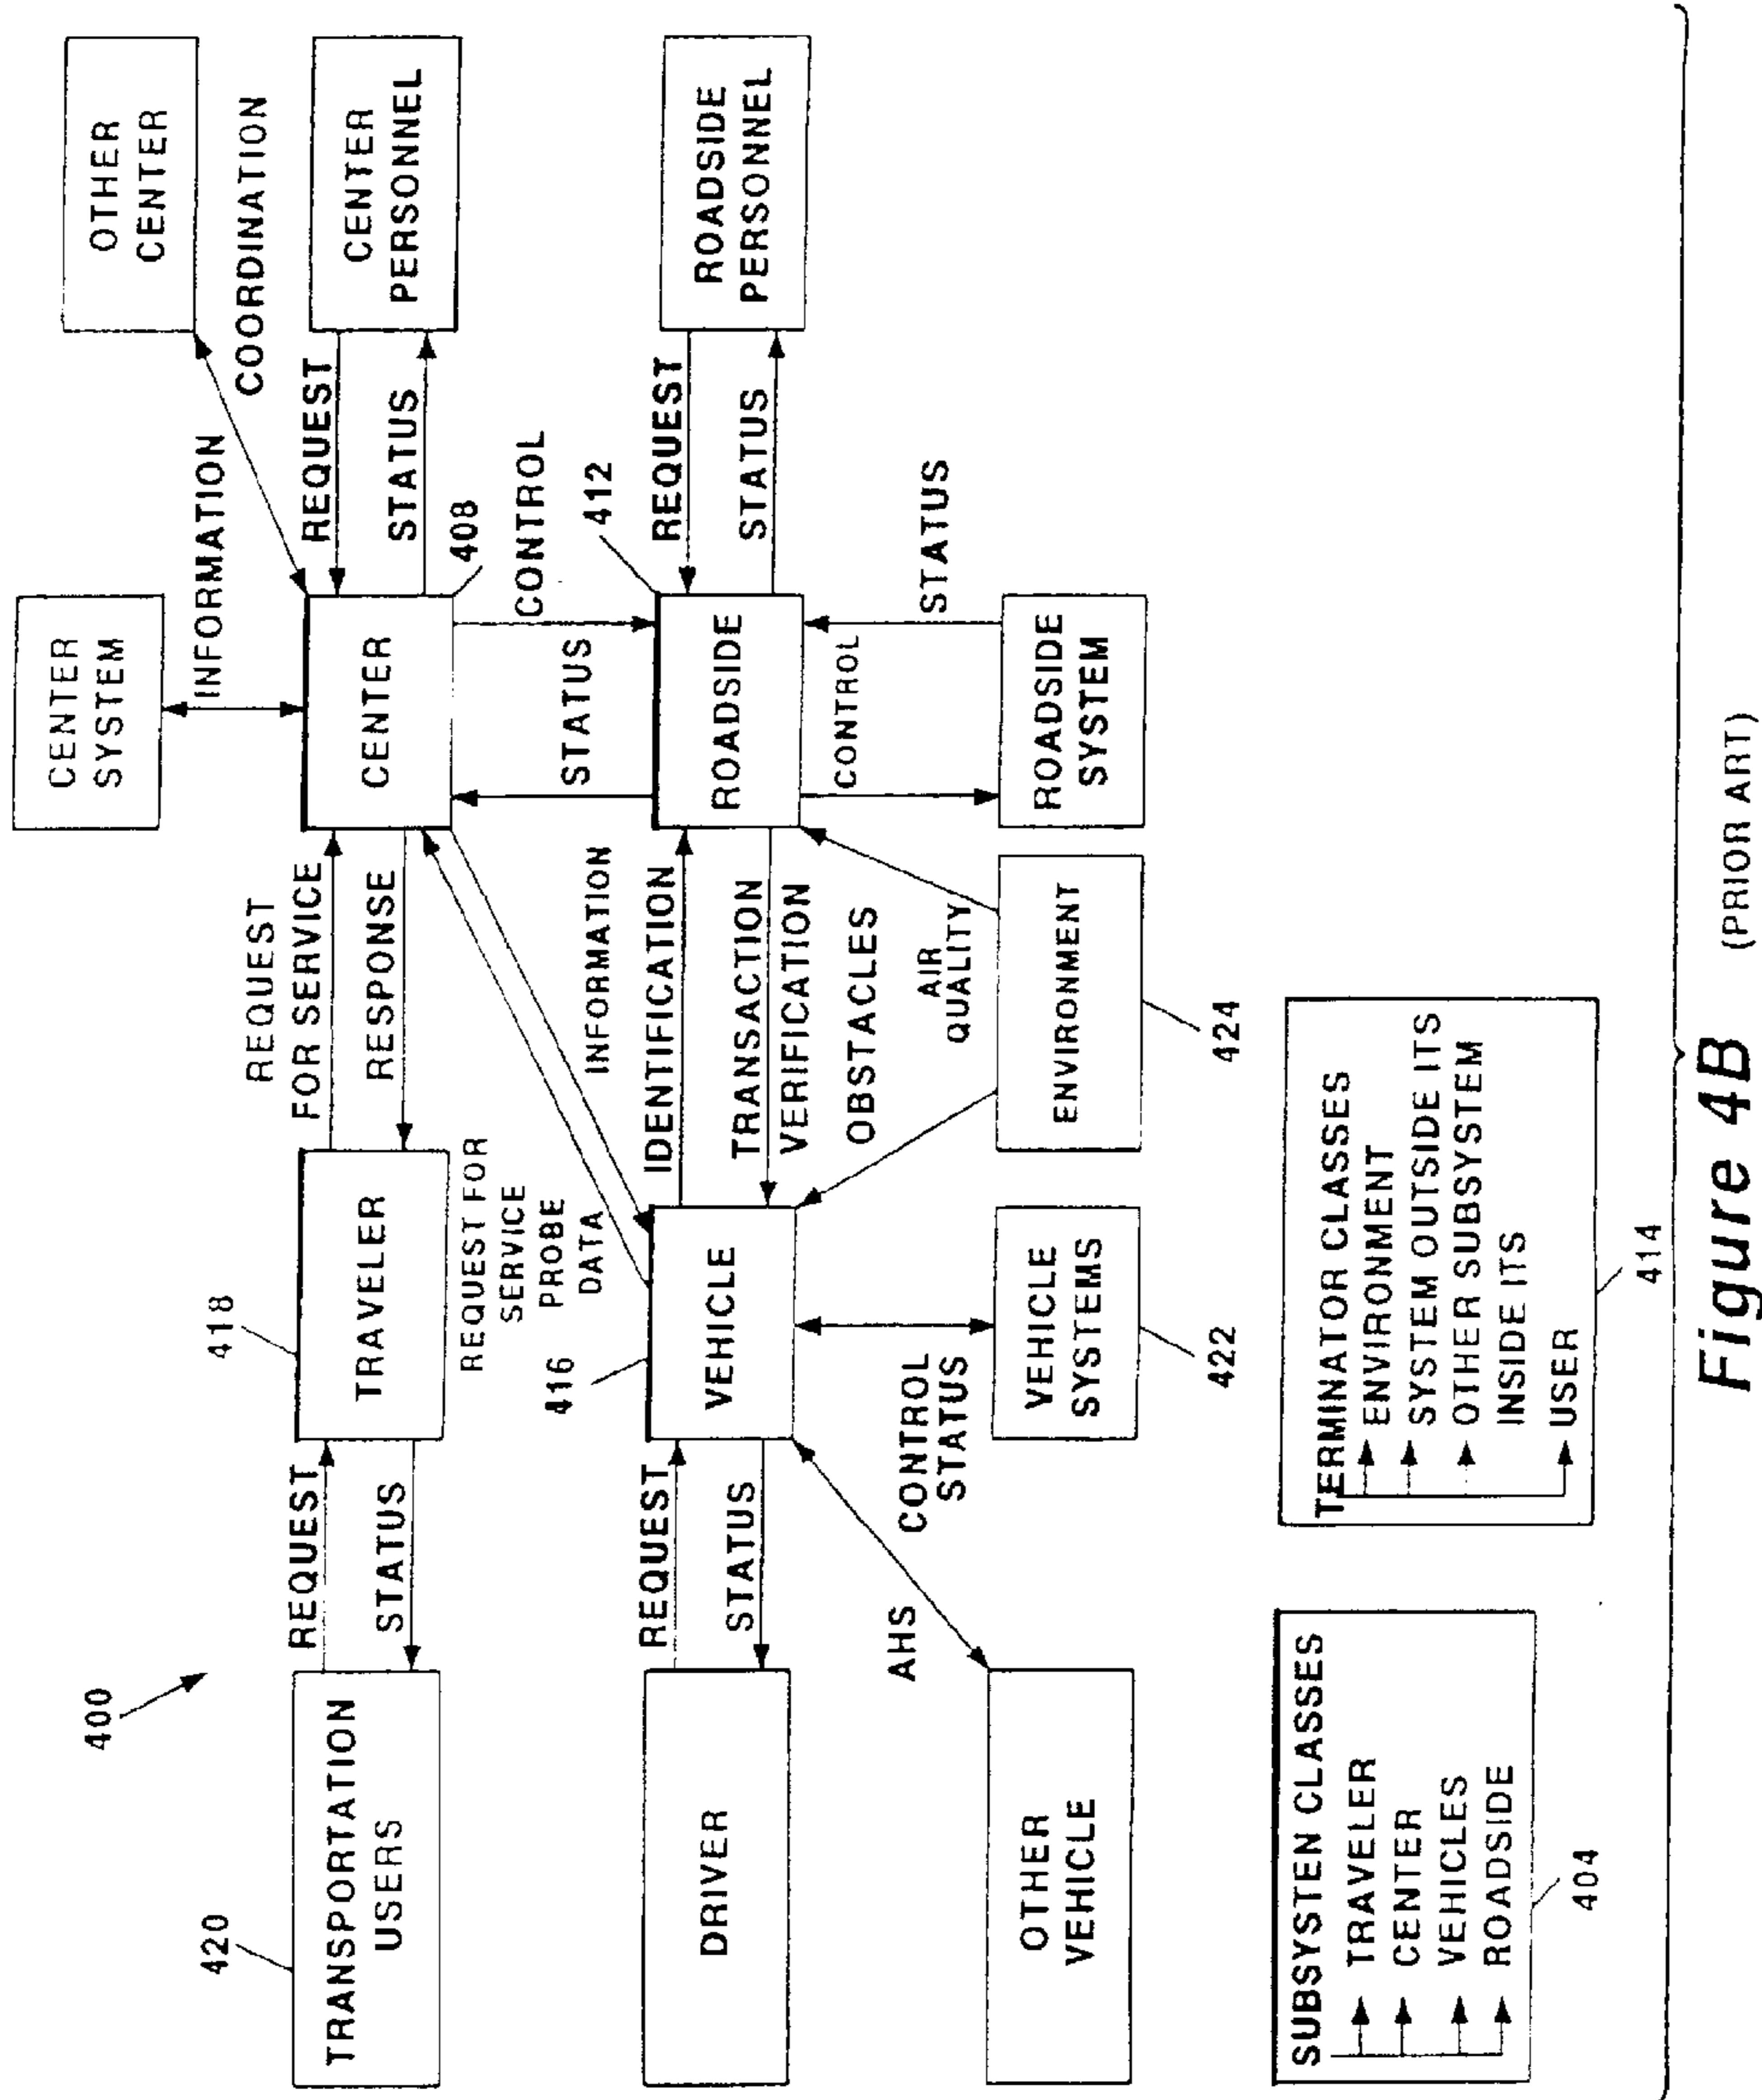 400
420
TRANSPORTATION
USERS
REQUEST
STATUS
418
TRAVELER
REQUEST
FOR SERVICE
RESPONSE
CENTER
SYSTEM
INFORMATION
OTHER
CENTER
COORDINATION
CENTER
408
REQUEST
STATUS
CENTER
PERSONNEL
REQUEST FOR
SERVICE
PROBE
DATA
INFORMATION
STATUS
CONTROL
DRIVER
REQUEST
STATUS
416
VEHICLE
IDENTIFICATION
TRANSACTION
VERIFICATION
412
ROADSIDE
REQUEST
STATUS
ROADSIDE
PERSONNEL
AHS
CONTROL
STATUS
OBSTACLES
AIR
QUALITY
CONTROL
STATUS
OTHER
VEHICLE
VEHICLE
SYSTEMS
422
ENVIRONMENT
424
ROADSIDE
SYSTEM
SUBSYSTEN CLASSES
TRAVELER
CENTER
VEHICLES
ROADSIDE
404
TERMINATOR CLASSES
ENVIRONMENT
SYSTEM OUTSIDE ITS
OTHER SUBSYSTEM
INSIDE ITS
USER
414
Figure 4B
(PRIOR ART)